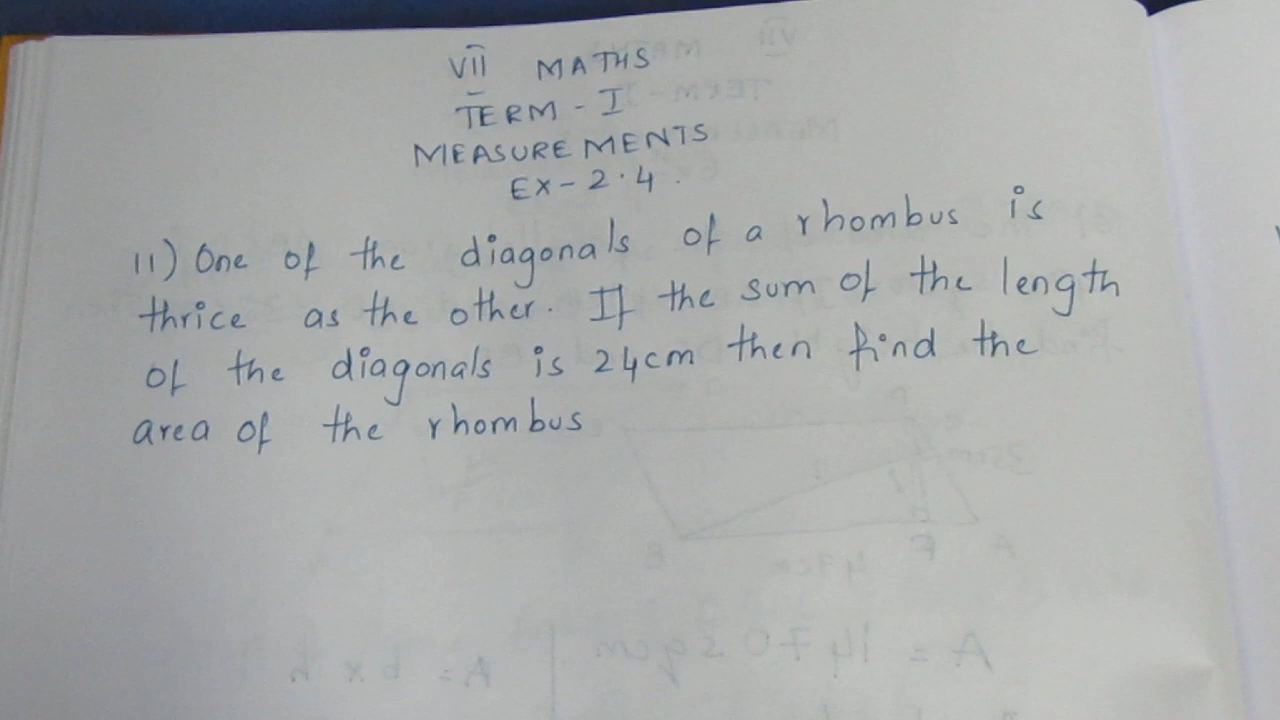 VII MATHS
TERM - I
MEASUREMENTS
EX - 2.4.
11) One of the diagonals of a rhombus is
thrice as the other. If the sum of the length
of the diagonals is 24cm then find the
area of the rhombus